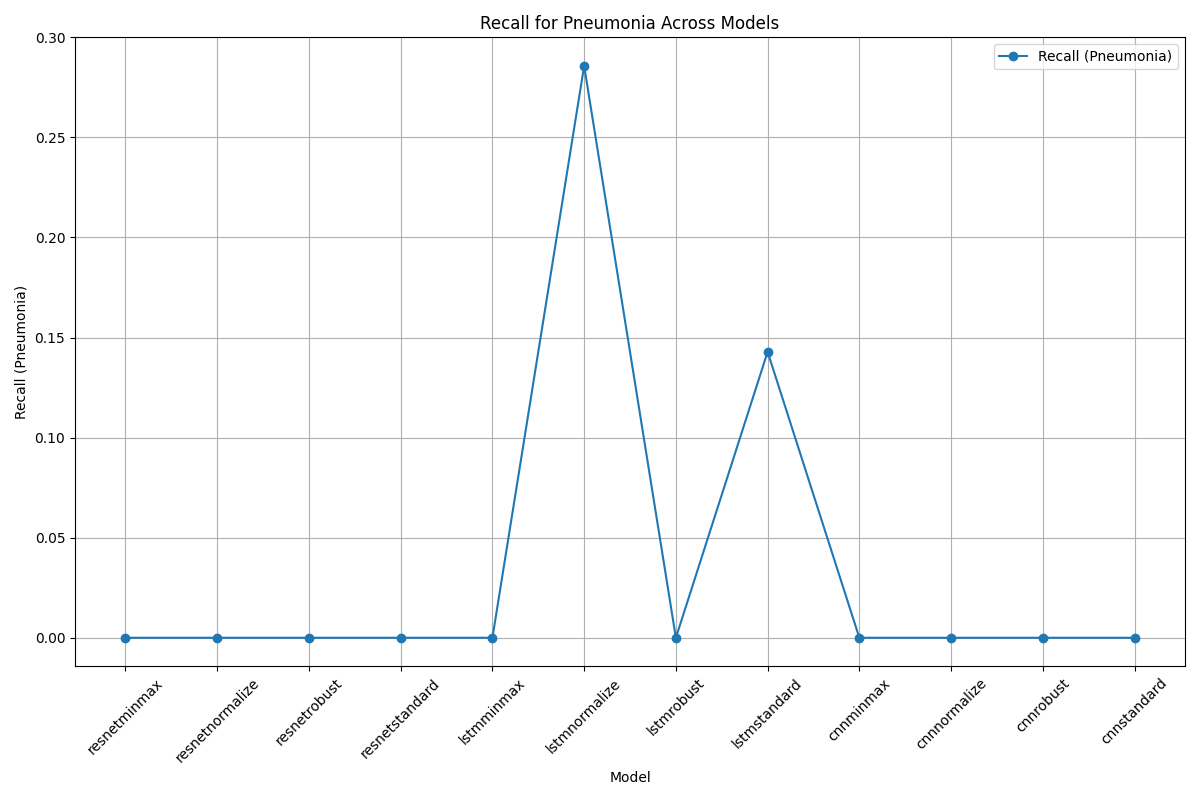 Recall for Pneumonia Across Models
Recall (Pneumonia)
0.30
0.25
0.20
0.15
0.10
0.05
0.00
Recall (Pneumonia)
resnetminmax
resnetnormalize
resnetrobust
resnetstandard
lstmminmax
lstmnormalize
lstmrobust
lstmstandard
cnnminmax
cnnnormalize
cnnrobust
cnnstandard
Model